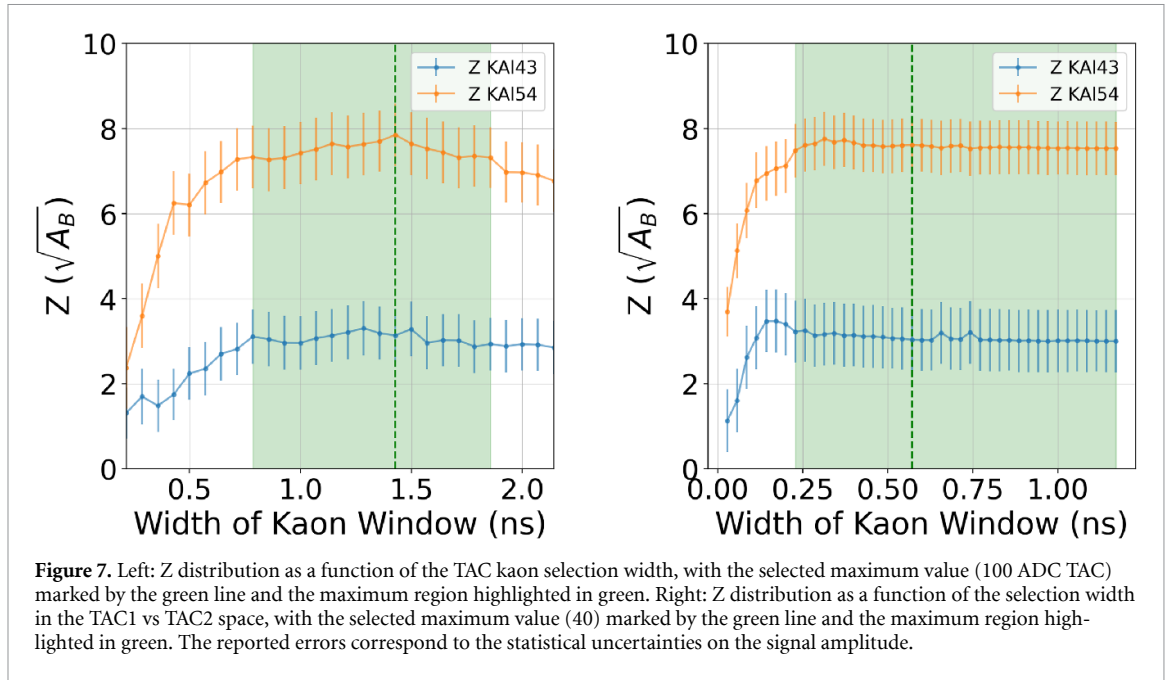 10
8
6
4
2
0
Z (√A_B)
Z KAI43
Z KAI54
0.5 1.0 1.5 2.0
Width of Kaon Window (ns)
10
8
6
4
2
0
Z (√A_B)
Z KAI43
Z KAI54
0.00 0.25 0.50 0.75 1.00
Width of Kaon Window (ns)
Figure 7. Left: Z distribution as a function of the TAC kaon selection width, with the selected maximum value (100 ADC TAC)
marked by the green line and the maximum region highlighted in green. Right: Z distribution as a function of the selection width
in the TAC1 vs TAC2 space, with the selected maximum value (40) marked by the green line and the maximum region high-
lighted in green. The reported errors correspond to the statistical uncertainties on the signal amplitude.